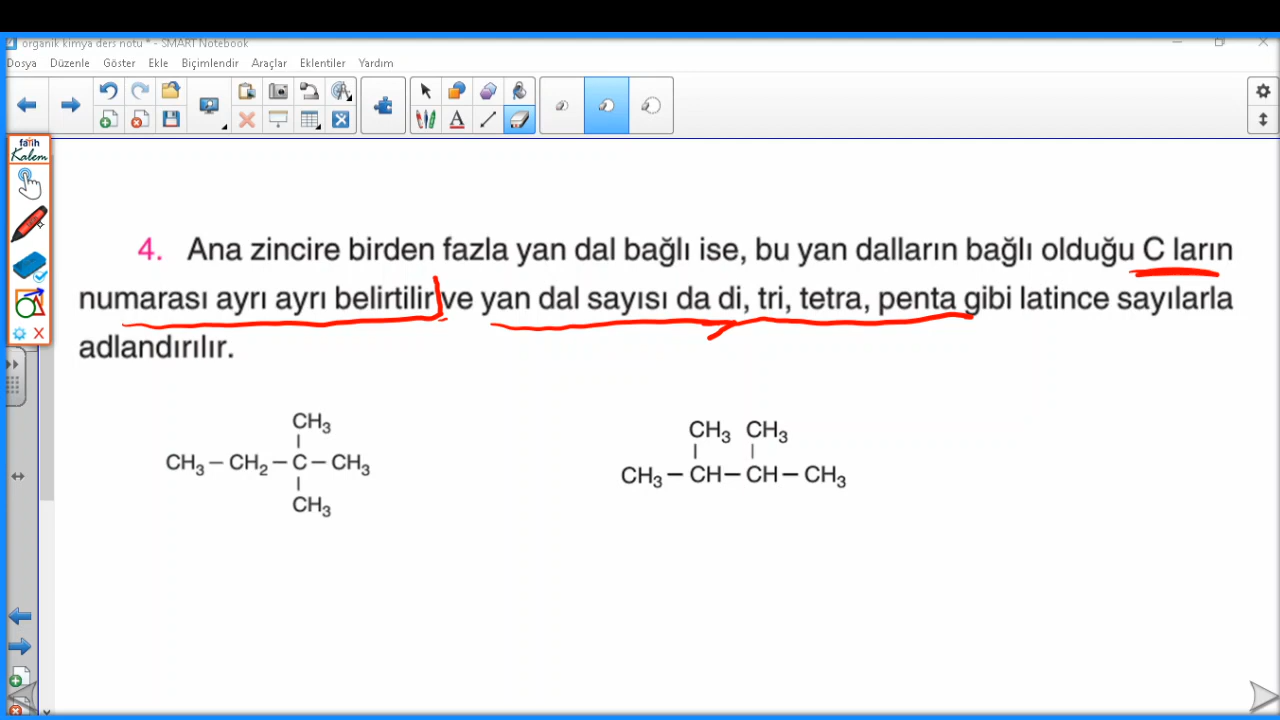 organik kimya ders notu * - SMART Notebook
Dosya Düzenle Göster Ekle Biçimlendir Araçlar Eklentiler Yardım
fatih
Kalem
4. Ana zincire birden fazla yan dal bağlı ise, bu yan dalların bağlı olduğu C ların
numarası ayrı ayrı belirtilir ve yan dal sayısı da di, tri, tetra, penta gibi latince sayılarla
adlandırılır.
CH₃
|
CH₃ – CH₂ – C – CH₃
|
CH₃
CH₃ CH₃
| |
CH₃ – CH – CH – CH₃